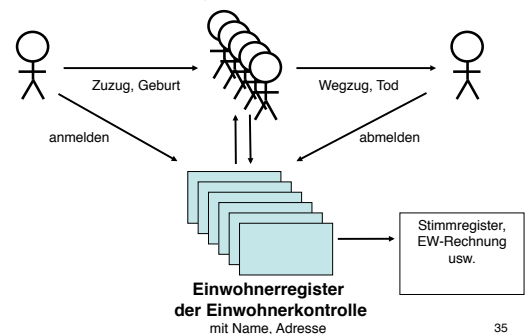 Zuzug, Geburt
Wegzug, Tod
anmelden
abmelden
Stimmregister,
EW-Rechnung
usw.
Einwohnerregister
der Einwohnerkontrolle
mit Name, Adresse
35